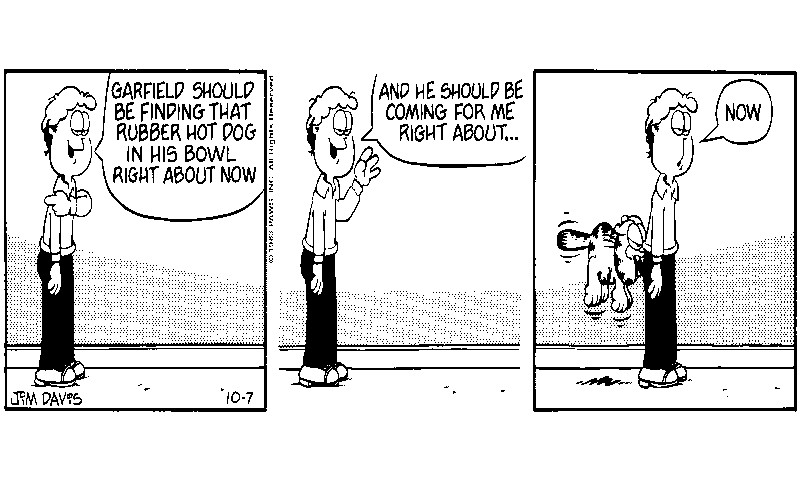 GARFIELD SHOULD
BE FINDING THAT
RUBBER HOT DOG
IN HIS BOWL
RIGHT ABOUT NOW
JIM DAVIS
10-7
AND HE SHOULD BE
COMING FOR ME
RIGHT ABOUT...
NOW